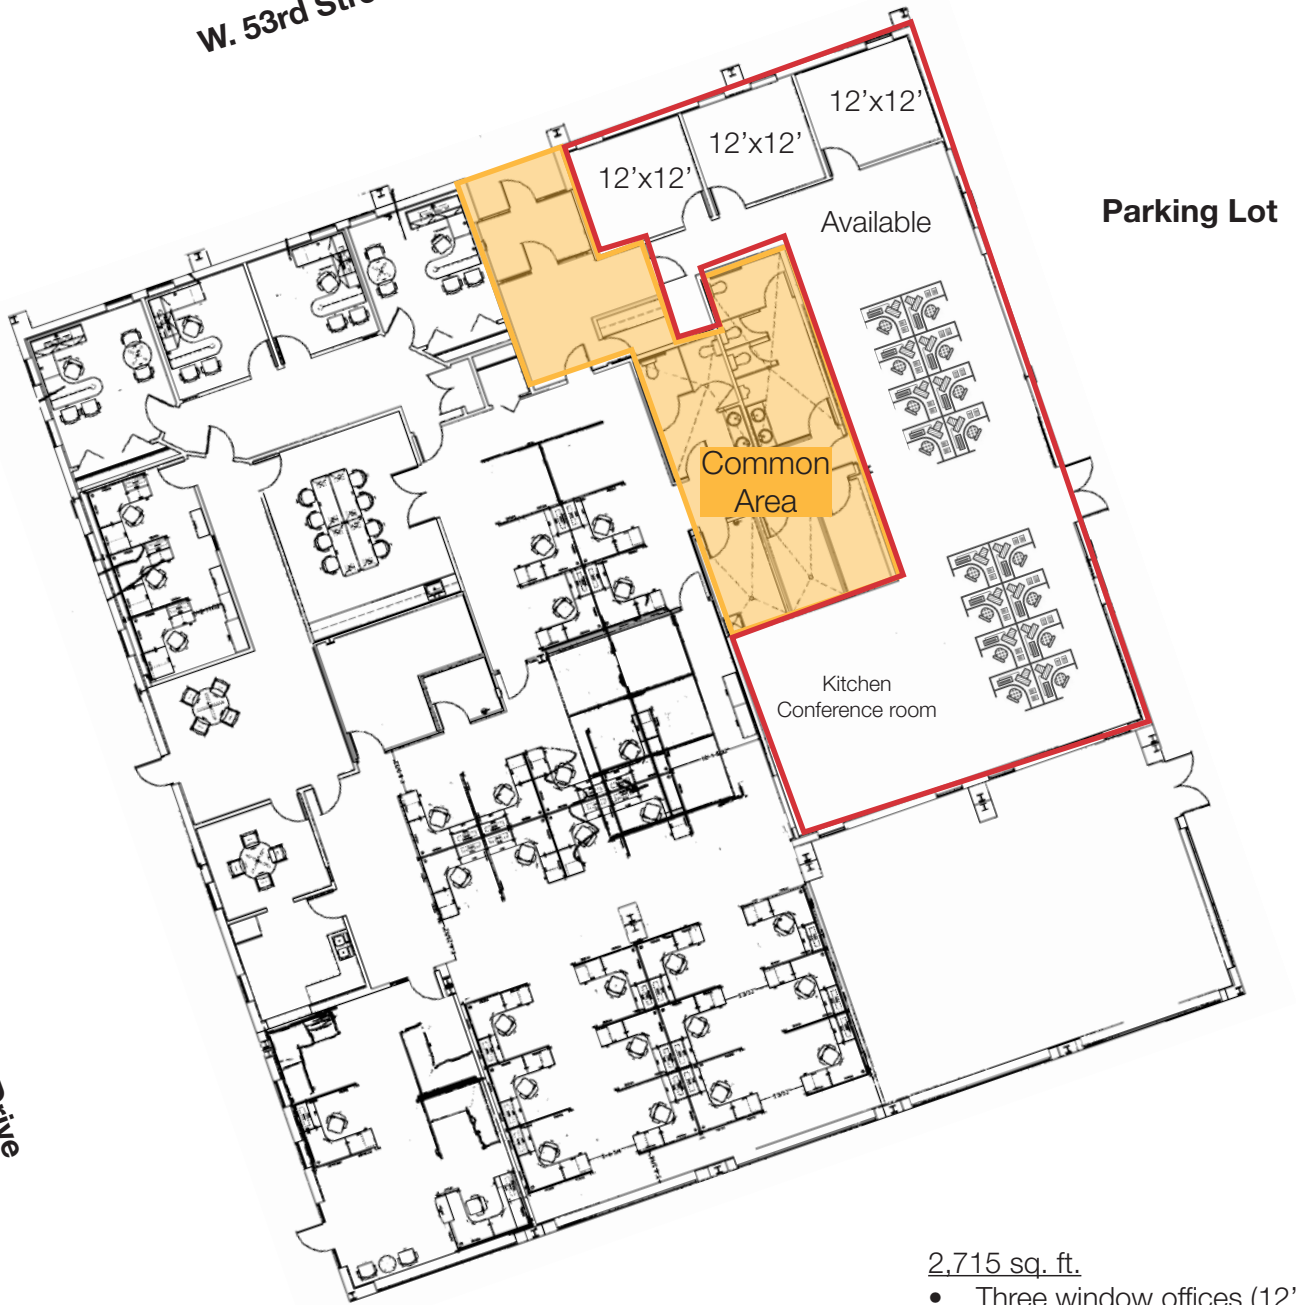 W. 53rd
12’x12’
12’x12’
12’x12’
Parking Lot
Available
Common
Area
Kitchen
Conference room
2,715 sq. ft.
• Three window offices (12’